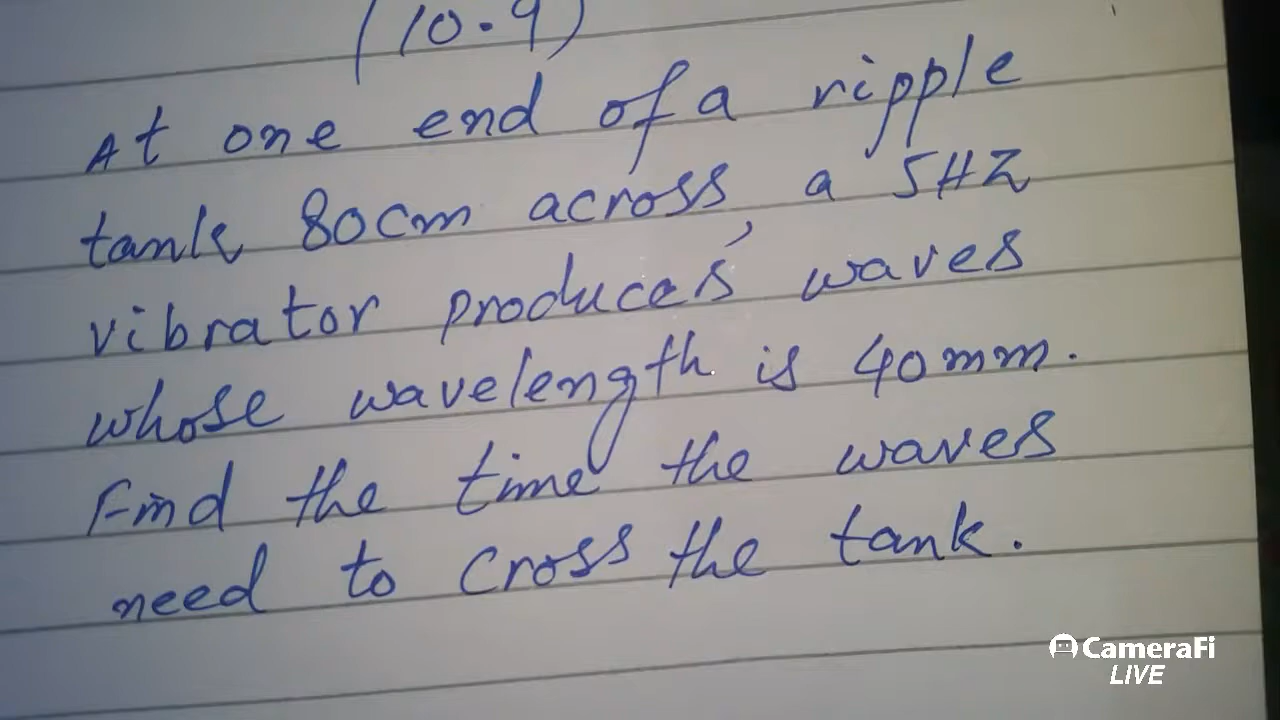 (10.9)
At one end of a ripple
tank 80cm across, a 5HZ
vibrator produces waves
whose wavelength is 40mm.
Find the time the waves
need to cross the tank.
CameraFi
LIVE